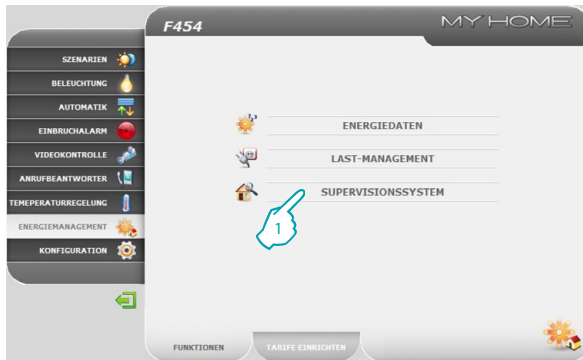 F454
MY HOME
SZENARIEN
BELEUCHTUNG
AUTOMATIK
EINBRUCHALARM
VIDEOKONTROLLE
ANRUFBEANTWORTER
TEMEPERATURREGELUNG
ENERGIEMANAGEMENT
KONFIGURATION
ENERGIEDATEN
LAST-MANAGEMENT
SUPERVISIONSSYSTEM
1
FUNKTIONEN
TARIFE EINRICHTEN